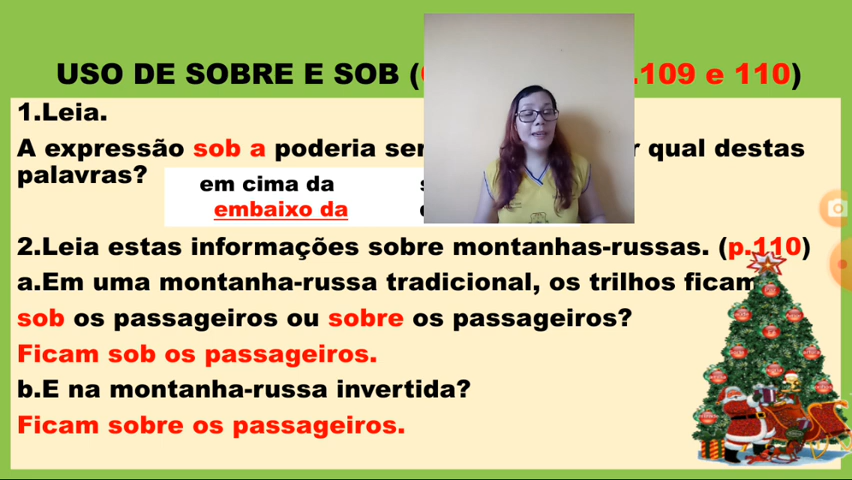 USO DE SOBRE E SOB ( .109 e 110)
1.Leia.
A expressão sob a poderia ser qual destas
palavras?
em cima da
embaixo da
2.Leia estas informações sobre montanhas-russas. (p.110)
a.Em uma montanha-russa tradicional, os trilhos ficam
sob os passageiros ou sobre os passageiros?
Ficam sob os passageiros.
b.E na montanha-russa invertida?
Ficam sobre os passageiros.